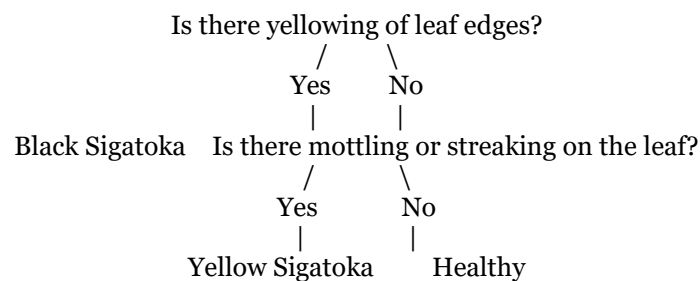 Is there yellowing of leaf edges?
/ \
Yes No
| |
Black Sigatoka Is there mottling or streaking on the leaf?
/ \
Yes No
| |
Yellow Sigatoka Healthy